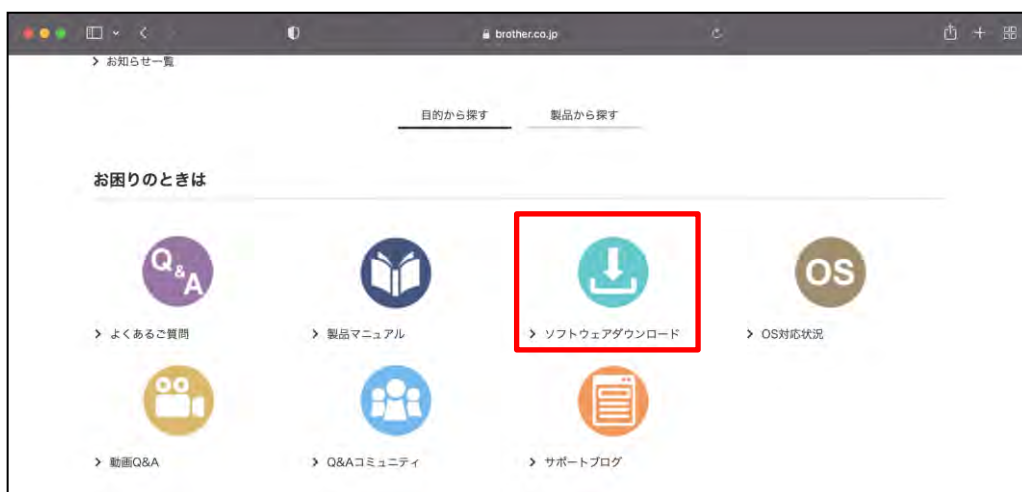 brother.co.jp
お知らせ一覧
目的から探す 製品から探す
お困りのときは
Q&A OS
よくあるご質問 製品マニュアル ソフトウェアダウンロード OS対応状況
動画Q&A Q&Aコミュニティ サポートブログ